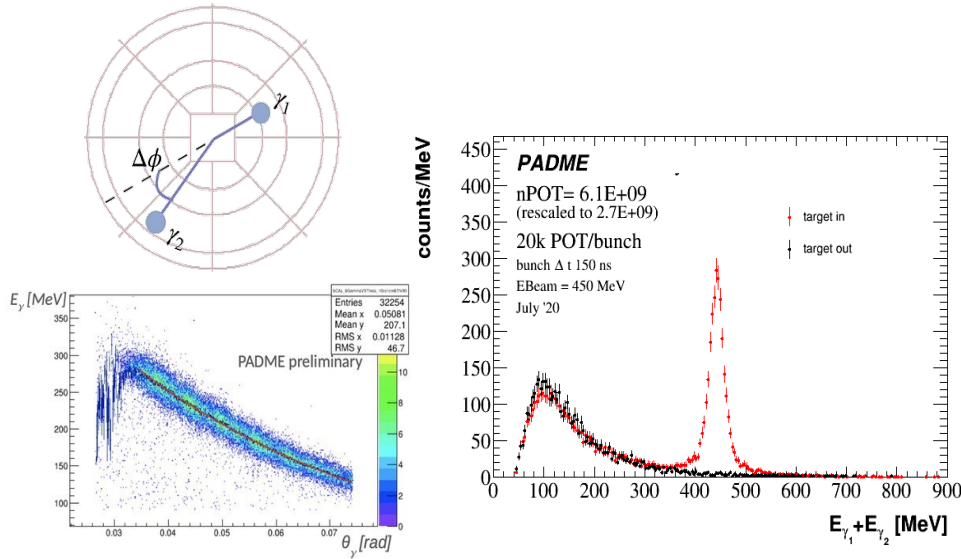 γ1
Δϕ
γ2
Eγ [MeV]
Entries 32254
Mean x 0.05081
Mean y 207.1
RMS x 0.01128
RMS y 46.7
PADME preliminary
350
300
250
200
150
100
10
8
6
4
2
0
0.03 0.04 0.05 0.06 0.07
θγ [rad]
counts/MeV
450
400
350
300
250
200
150
100
50
0
PADME
nPOT= 6.1E+09
(rescaled to 2.7E+09)
20k POT/bunch
bunch Δ t 150 ns
EBeam = 450 MeV
July '20
target in
target out
0 100 200 300 400 500 600 700 800 900
Eγ1+Eγ2 [MeV]